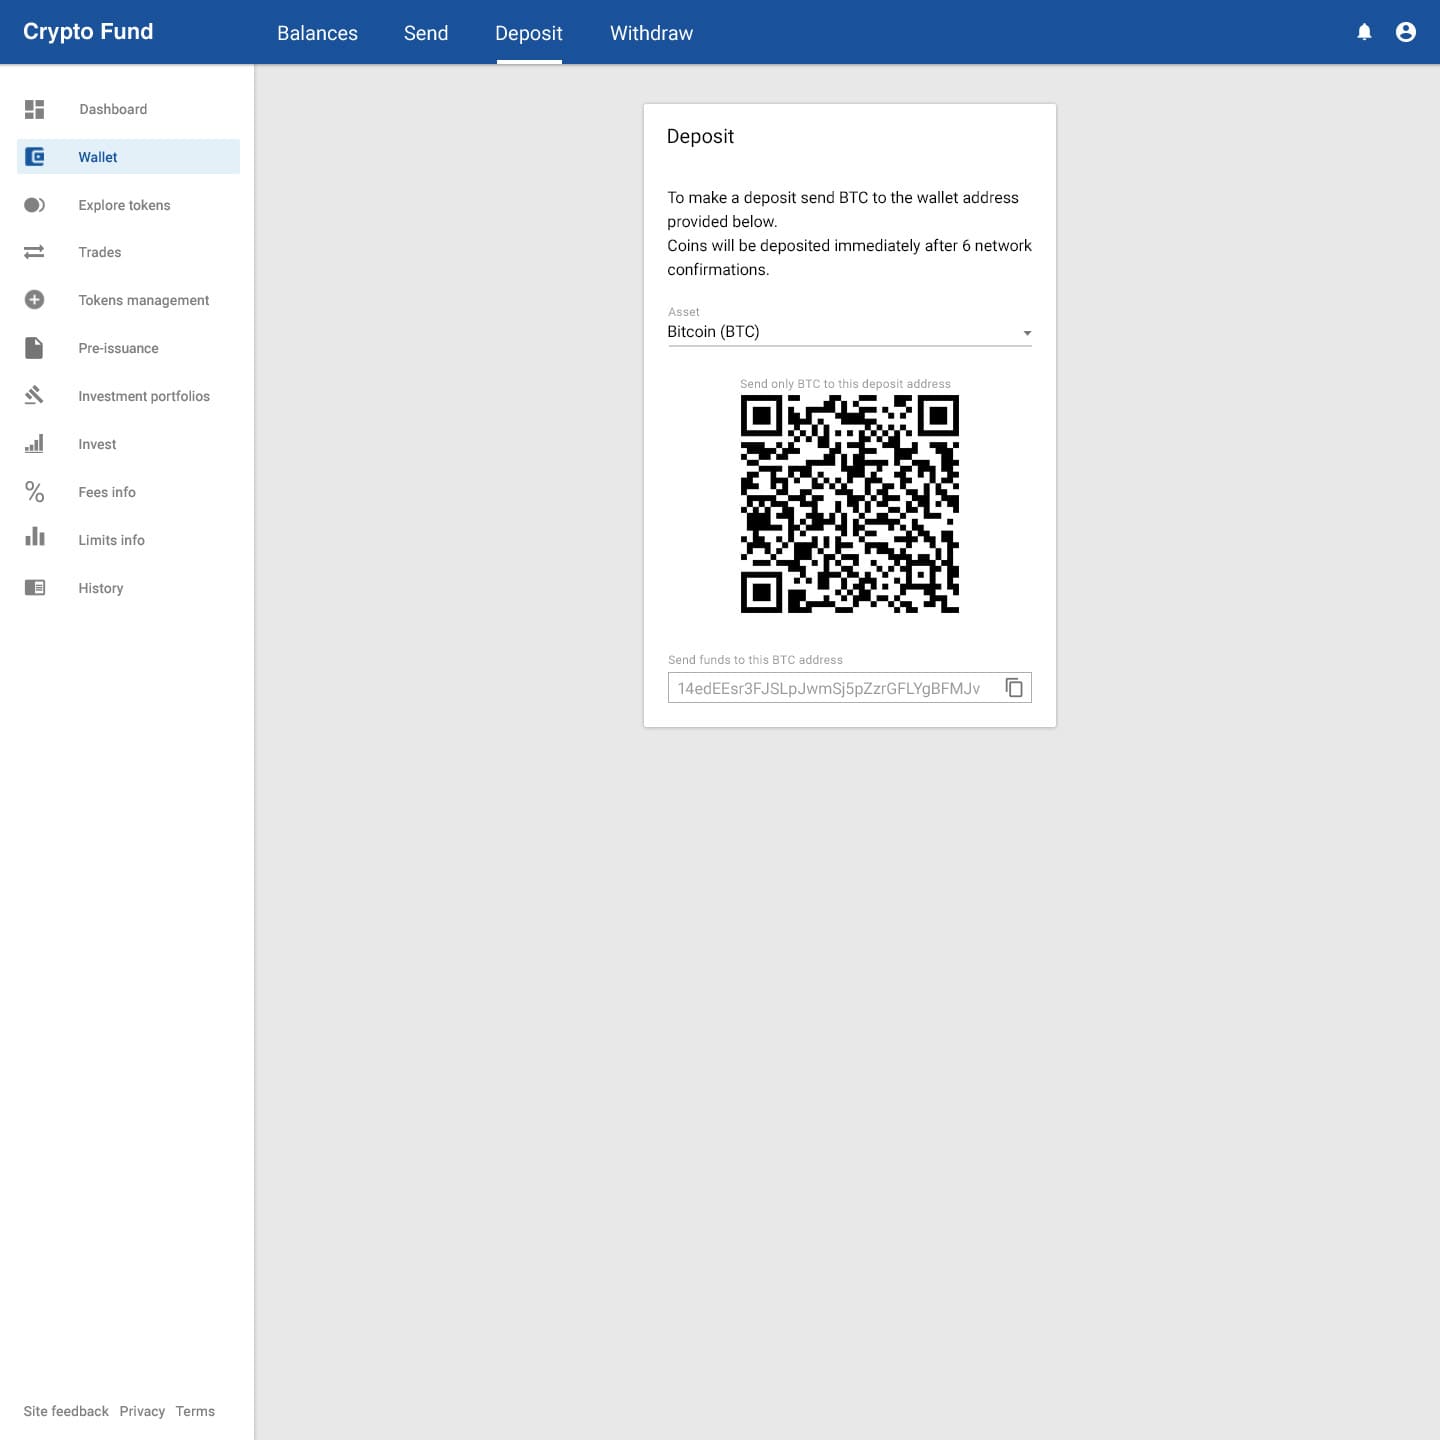 Crypto Fund
Balances
Send
Deposit
Withdraw
Dashboard
Wallet
Explore tokens
Trades
Tokens management
Pre-issuance
Investment portfolios
Invest
Fees info
Limits info
History
Site feedback
Privacy
Terms
Deposit
To make a deposit send BTC to the wallet address
provided below.
Coins will be deposited immediately after 6 network
confirmations.
Asset
Bitcoin (BTC)
Send only BTC to this deposit address
Send funds to this BTC address
14edEEsr3FJSLpJwmSj5pZzrGFLYgBFMJv